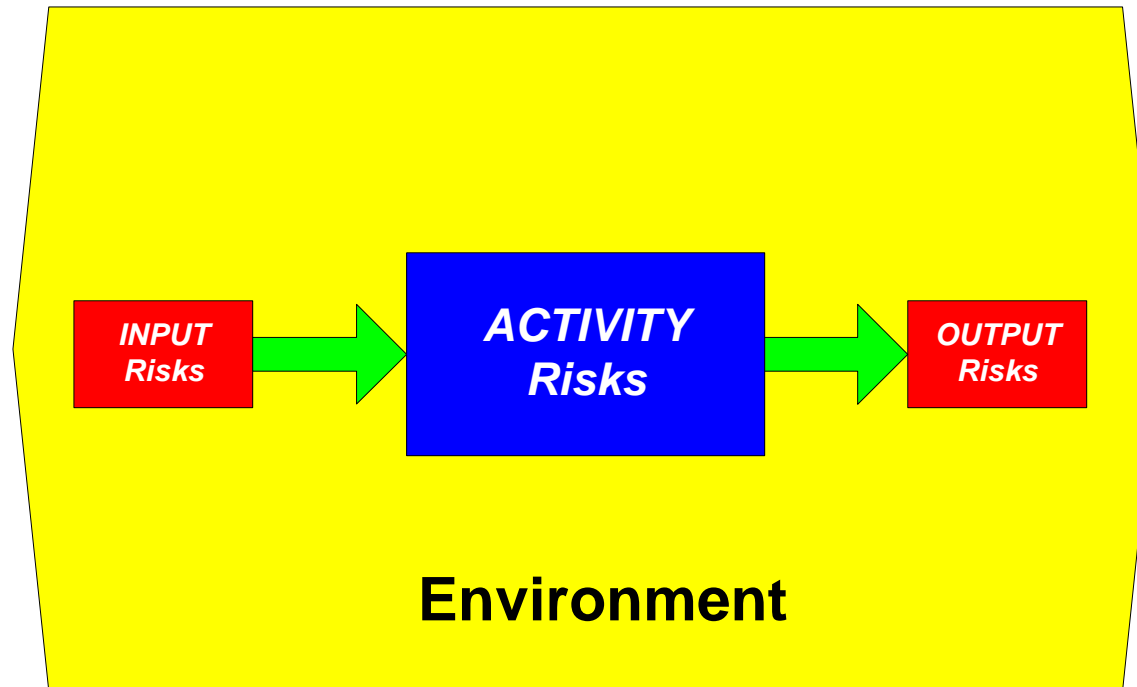 INPUT
Risks
ACTIVITY
Risks
OUTPUT
Risks
Environment